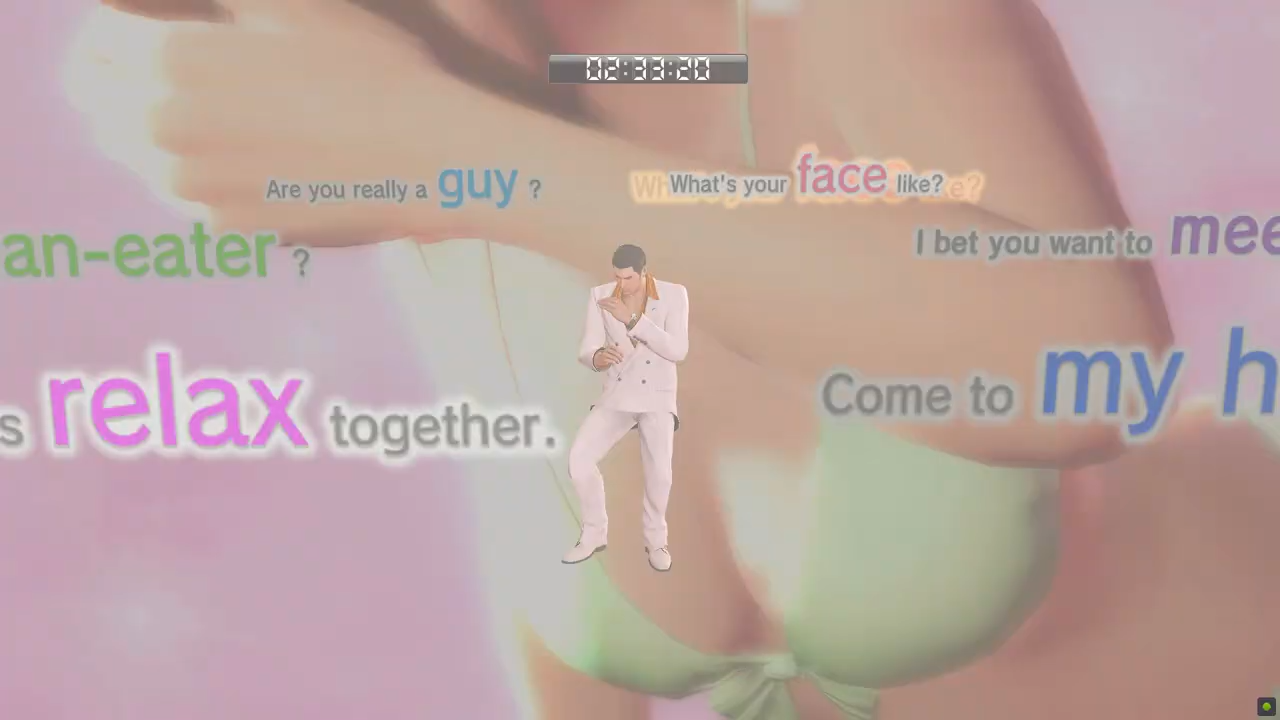 02:33:20
Are you really a guy ?
What's your face like?
an-eater ?
I bet you want to mee
s relax together.
Come to my h